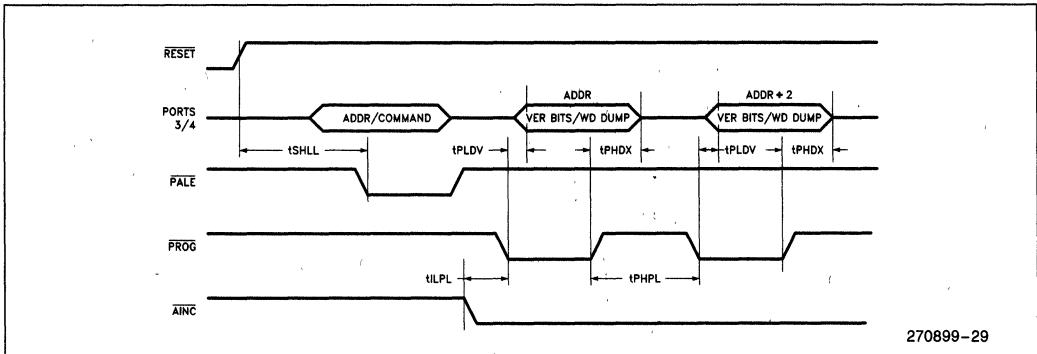 RESET
PORTS
3/4
ADDR/COMMAND
ADDR
VER BITS/WD DUMP
ADDR + 2
VER BITS/WD DUMP
tSHLL
tPLDV
tPHDX
tPLDV
tPHDX
PALE
PROG
tILPL
tPHPL
AINC
270899-29